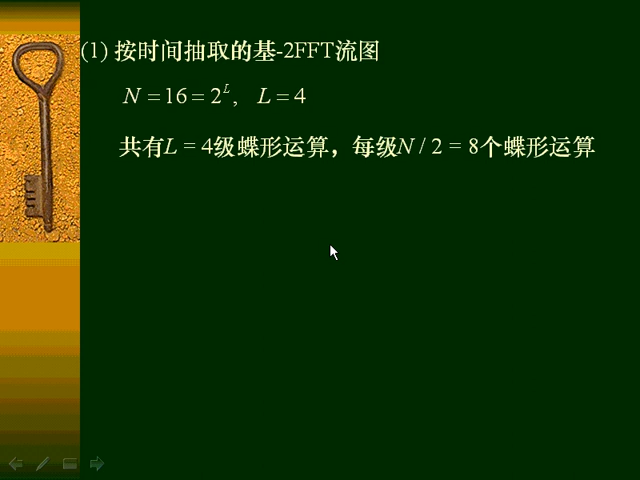 (1) 按时间抽取的基-2FFT流图
N = 16 = 2^L, L = 4
共有L = 4级蝶形运算，每级N / 2 = 8个蝶形运算